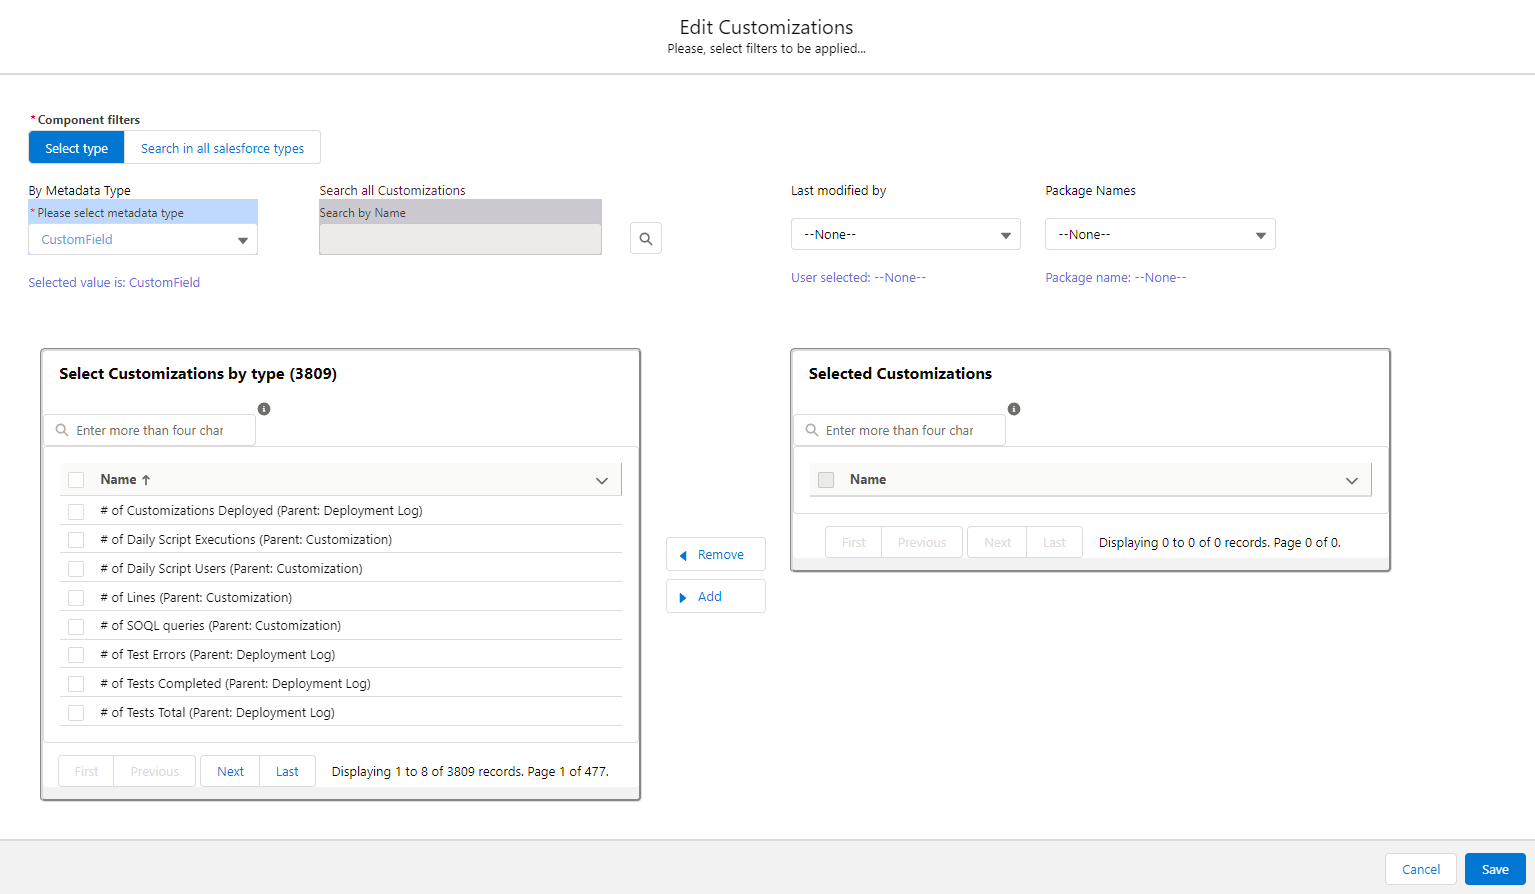 Edit Customizations
Please, select filters to be applied...
* Component filters
Select type
Search in all salesforce types
By Metadata Type
* Please select metadata type
CustomField
Selected value is: CustomField
Search all Customizations
Search by Name
Last modified by
--None--
User selected: --None--
Package Names
--None--
Package name: --None--
Select Customizations by type (3809)
Enter more than four char
Name ↑
# of Customizations Deployed (Parent: Deployment Log)
# of Daily Script Executions (Parent: Customization)
# of Daily Script Users (Parent: Customization)
# of Lines (Parent: Customization)
# of SOQL queries (Parent: Customization)
# of Test Errors (Parent: Deployment Log)
# of Tests Completed (Parent: Deployment Log)
# of Tests Total (Parent: Deployment Log)
First Previous Next Last Displaying 1 to 8 of 3809 records. Page 1 of 477.
Remove
Add
Selected Customizations
Enter more than four char
Name
First Previous Next Last Displaying 0 to 0 of 0 records. Page 0 of 0.
Cancel
Save